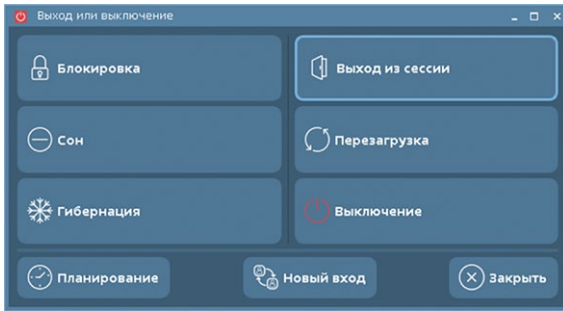 Выход или выключение
Блокировка
Выход из сессии
Сон
Перезагрузка
Гибернация
Выключение
Планирование
Новый вход
Закрыть